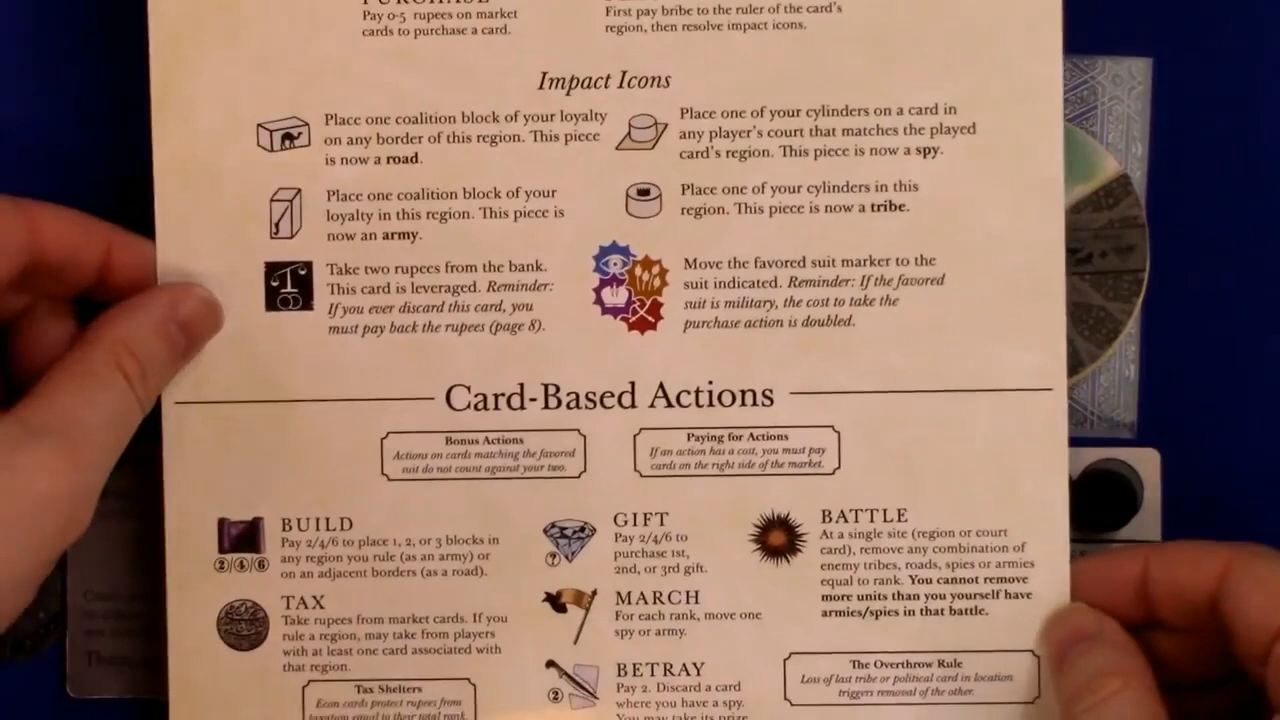 PURCHASE
Pay 0-5 rupees on market
cards to purchase a card.
First pay bribe to the ruler of the card's
region, then resolve impact icons.
Impact Icons
Place one coalition block of your loyalty
on any border of this region. This piece
is now a road.
Place one of your cylinders on a card in
any player's court that matches the played
card's region. This piece is now a spy.
Place one coalition block of your
loyalty in this region. This piece is
now an army.
Place one of your cylinders in this
region. This piece is now a tribe.
Take two rupees from the bank.
This card is leveraged. Reminder:
If you ever discard this card, you
must pay back the rupees (page 8).
Move the favored suit marker to the
suit indicated. Reminder: If the favored
suit is military, the cost to take the
purchase action is doubled.
Card-Based Actions
Bonus Actions
Actions on cards matching the favored
suit do not count against your two.
Paying for Actions
If an action has a cost, you must pay
cards on the right side of the market.
BUILD
Pay 2/4/6 to place 1, 2, or 3 blocks in
any region you rule (as an army) or
on an adjacent borders (as a road).
2/4/6
TAX
Take rupees from market cards. If you
rule a region, may take from players
with at least one card associated with
that region.
Tax Shelters
Econ cards protect rupees from
taxation equal to their total rank.
GIFT
Pay 2/4/6 to
purchase 1st,
2nd, or 3rd gift.
?
MARCH
For each rank, move one
spy or army.
BETRAY
Pay 2. Discard a card
where you have a spy.
You may take its prize
2
BATTLE
At a single site (region or court
card), remove any combination of
enemy tribes, roads, spies or armies
equal to rank. You cannot remove
more units than you yourself have
armies/spies in that battle.
The Overthrow Rule
Loss of last tribe or political card in location
triggers removal of the other.